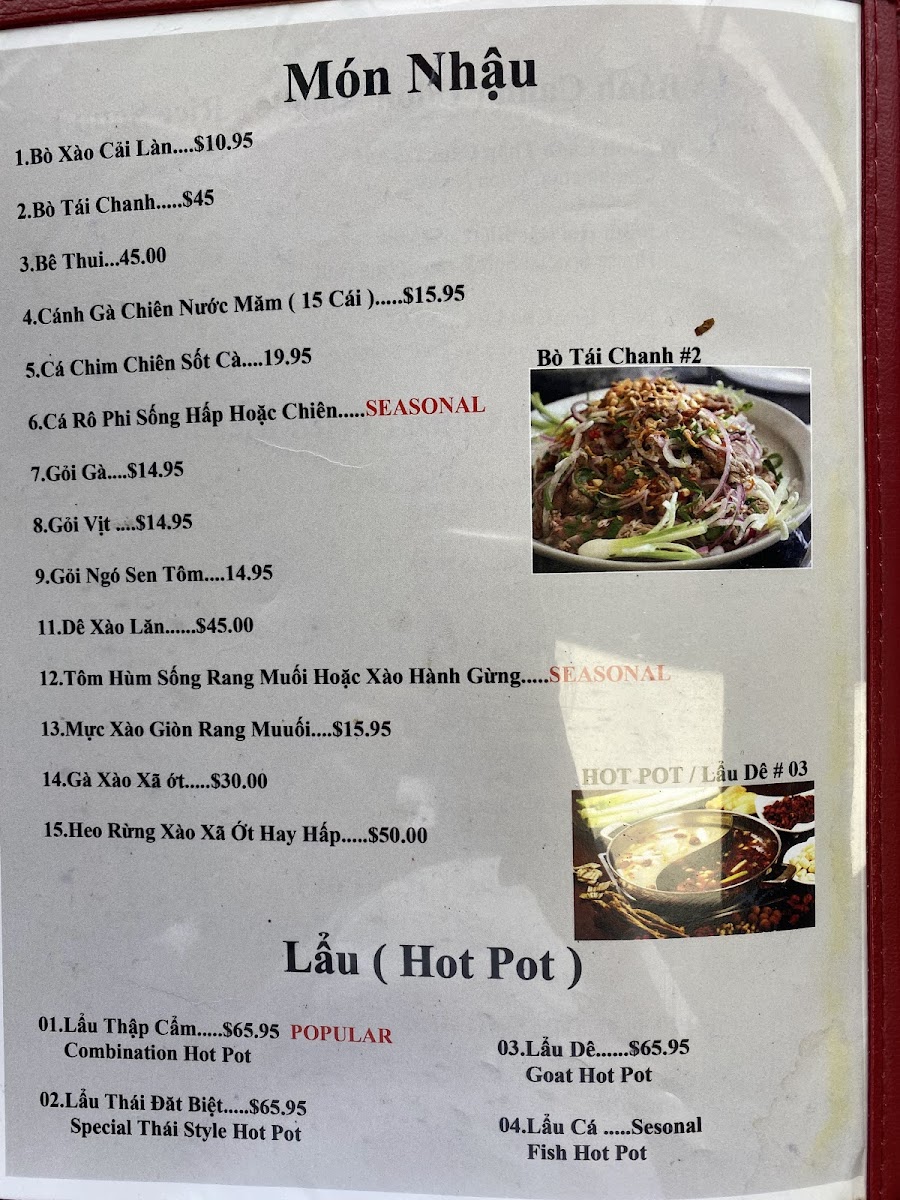 Món Nhậu
1.Bò Xào Cải Làn....$10.95
2.Bò Tái Chanh.....$45
3.Bê Thui...45.00
4.Cánh Gà Chiên Nước Măm ( 15 Cái ).....$15.95
5.Cá Chim Chiên Sốt Cà....19.95
6.Cá Rô Phi Sống Hấp Hoặc Chiên.....SEASONAL
7.Gỏi Gà....$14.95
8.Gỏi Vịt ....$14.95
9.Gỏi Ngó Sen Tôm....14.95
11.Dê Xào Lăn......$45.00
12.Tôm Hùm Sống Rang Muối Hoặc Xào Hành Gừng.....SEASONAL
13.Mực Xào Giòn Rang Muuối....$15.95
14.Gà Xào Xã ớt.....$30.00
15.Heo Rừng Xào Xã Ớt Hay Hấp.....$50.00
Bò Tái Chanh #2
HOT POT / Lẩu Dê # 03
Lẩu ( Hot Pot )
01.Lẩu Thập Cẩm.....$65.95 POPULAR
Combination Hot Pot
02.Lẩu Thái Đăt Biệt.....$65.95
Special Thái Style Hot Pot
03.Lẩu Dê......$65.95
Goat Hot Pot
04.Lẩu Cá .....Sesonal
Fish Hot Pot